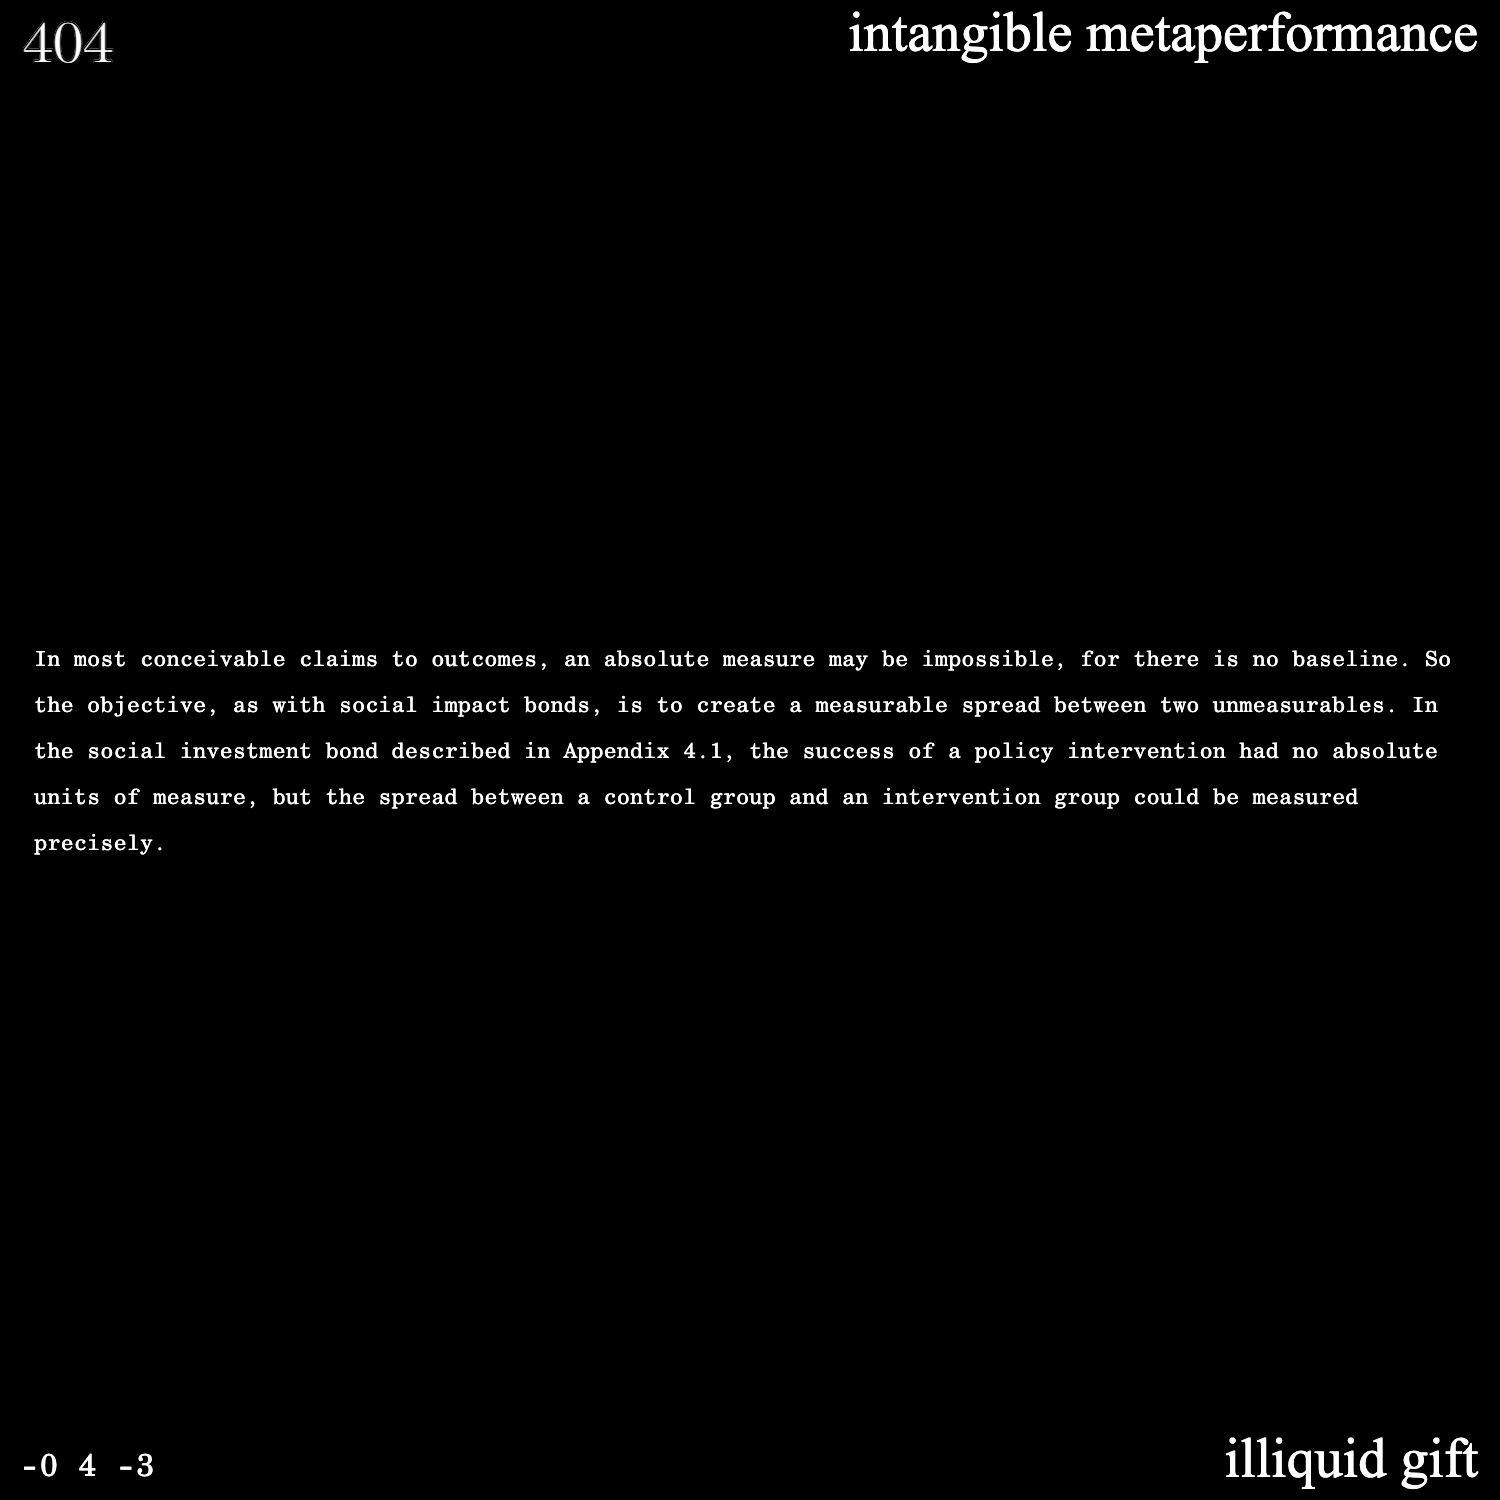 404
intangible metaperformance
In most conceivable claims to outcomes, an absolute measure may be impossible, for there is no baseline. So
the objective, as with social impact bonds, is to create a measurable spread between two unmeasurables. In
the social investment bond described in Appendix 4.1, the success of a policy intervention had no absolute
units of measure, but the spread between a control group and an intervention group could be measured
precisely.
-0 4 -3
illiquid gift